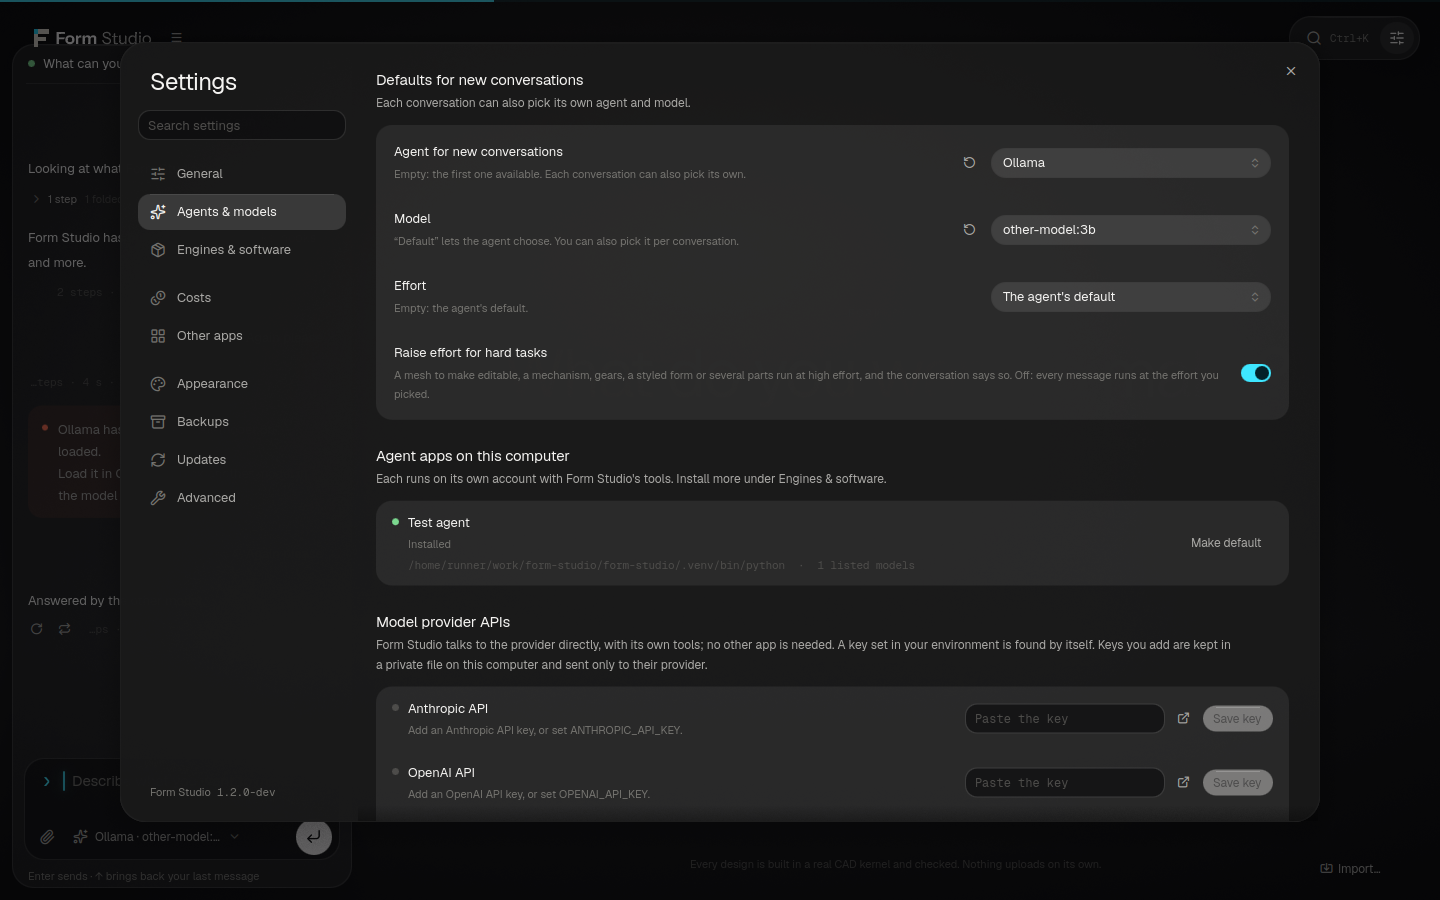 Form Studio
Ctrl+K
What can you
Looking at what
1 step 1 folde
Form Studio has
and more.
2 steps ·
…teps · 4 s ·
Ollama has
loaded.
Load it in O
the model
Answered by th
…ps
Describ
Ollama · other-model:...
Enter sends · ↑ brings back your last message
Settings
Search settings
General
Agents & models
Engines & software
Costs
Other apps
Appearance
Backups
Updates
Advanced
Form Studio 1.2.0-dev
Defaults for new conversations
Each conversation can also pick its own agent and model.
Agent for new conversations
Empty: the first one available. Each conversation can also pick its own.
Ollama
Model
“Default” lets the agent choose. You can also pick it per conversation.
other-model:3b
Effort
Empty: the agent's default.
The agent's default
Raise effort for hard tasks
A mesh to make editable, a mechanism, gears, a styled form or several parts run at high effort, and the conversation says so. Off: every message runs at the effort you
picked.
Agent apps on this computer
Each runs on its own account with Form Studio's tools. Install more under Engines & software.
Test agent
Installed
/home/runner/work/form-studio/form-studio/.venv/bin/python · 1 listed models
Make default
Model provider APIs
Form Studio talks to the provider directly, with its own tools; no other app is needed. A key set in your environment is found by itself. Keys you add are kept in
a private file on this computer and sent only to their provider.
Anthropic API
Add an Anthropic API key, or set ANTHROPIC_API_KEY.
Paste the key
Save key
OpenAI API
Add an OpenAI API key, or set OPENAI_API_KEY.
Paste the key
Save key
Every design is built in a real CAD kernel and checked. Nothing uploads on its own.
Import...